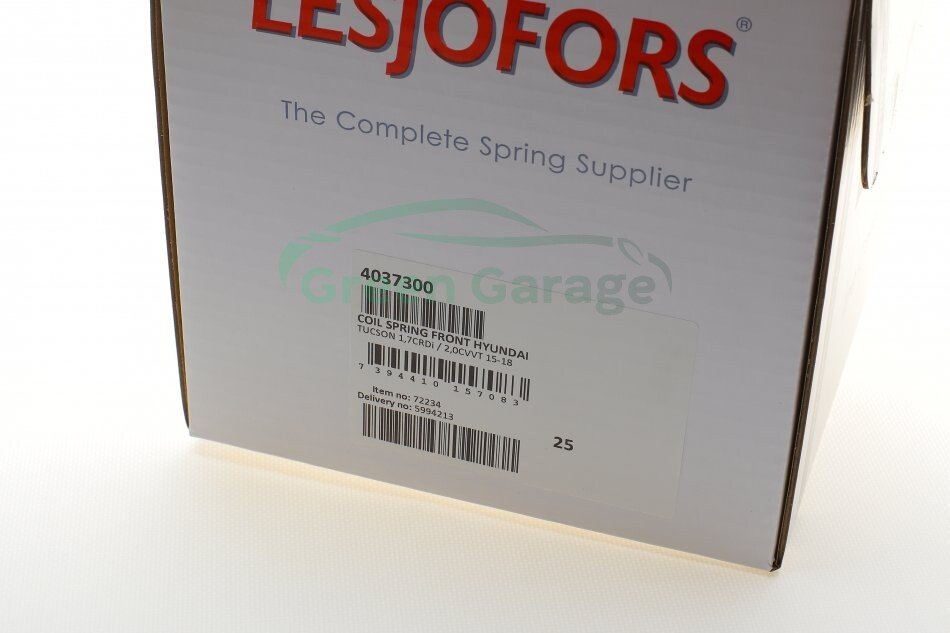 LESJOFORS®
The Complete Spring Supplier
Green Garage
4037300
COIL SPRING FRONT HYUNDAI
TUCSON 1,7CRDi / 2,0CVVT 15-18
7 394410 157083
Item no: 72234
Delivery no: 5994213
25